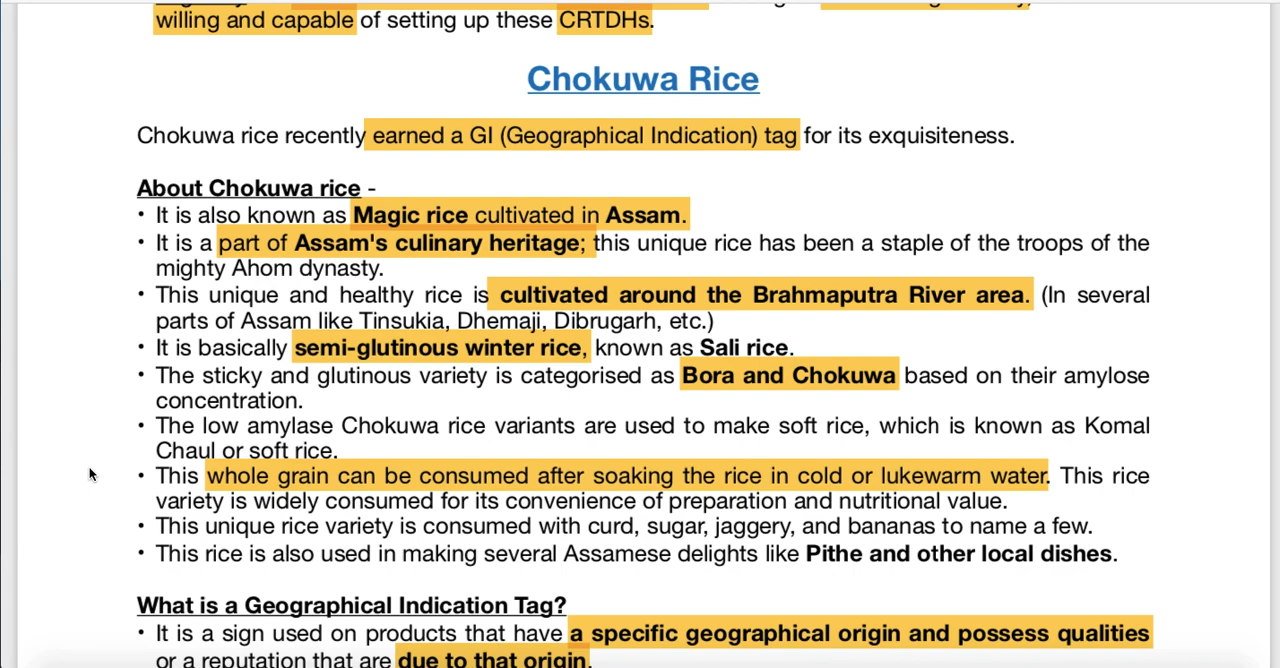 willing and capable of setting up these CRTDHs.
Chokuwa Rice
Chokuwa rice recently earned a GI (Geographical Indication) tag for its exquisiteness.
About Chokuwa rice -
• It is also known as Magic rice cultivated in Assam.
• It is a part of Assam's culinary heritage; this unique rice has been a staple of the troops of the
mighty Ahom dynasty.
• This unique and healthy rice is cultivated around the Brahmaputra River area. (In several
parts of Assam like Tinsukia, Dhemaji, Dibrugarh, etc.)
• It is basically semi-glutinous winter rice, known as Sali rice.
• The sticky and glutinous variety is categorised as Bora and Chokuwa based on their amylose
concentration.
• The low amylase Chokuwa rice variants are used to make soft rice, which is known as Komal
Chaul or soft rice.
• This whole grain can be consumed after soaking the rice in cold or lukewarm water. This rice
variety is widely consumed for its convenience of preparation and nutritional value.
• This unique rice variety is consumed with curd, sugar, jaggery, and bananas to name a few.
• This rice is also used in making several Assamese delights like Pithe and other local dishes.
What is a Geographical Indication Tag?
• It is a sign used on products that have a specific geographical origin and possess qualities
or a reputation that are due to that origin.